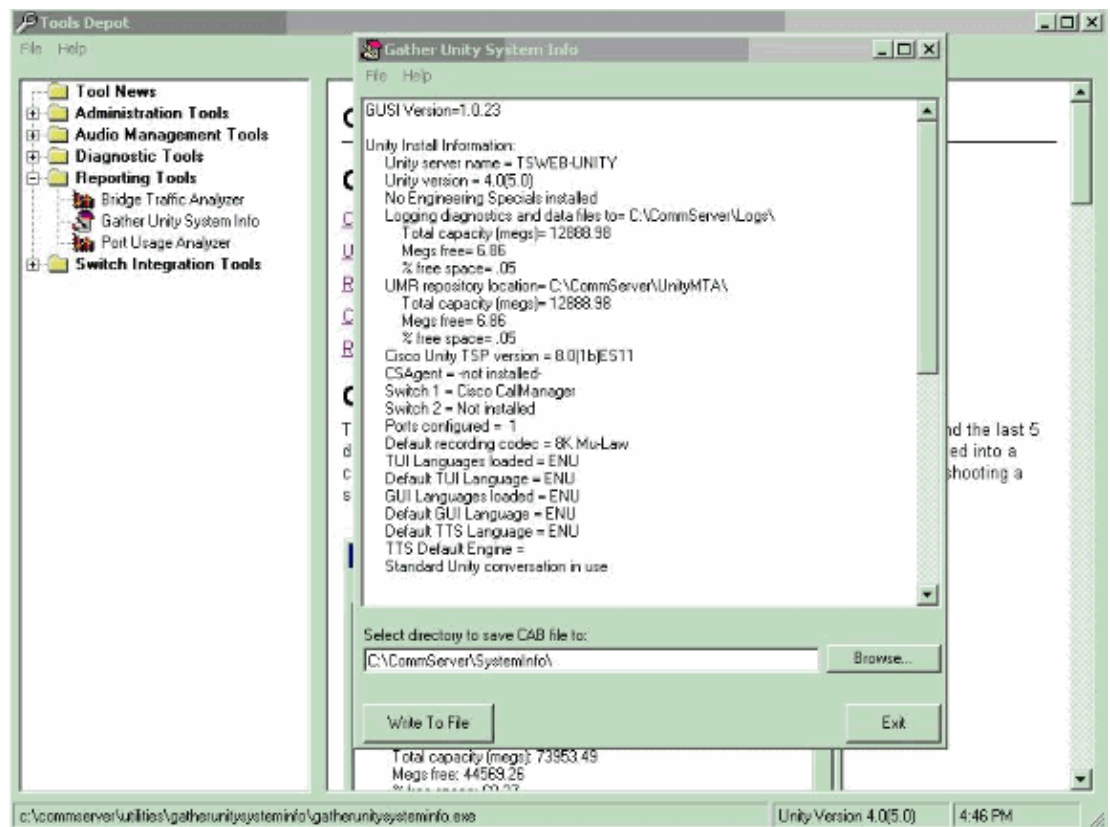 Tools Depot
File Help
Tool News
Administration Tools
Audio Management Tools
Diagnostic Tools
Reporting Tools
Bridge Traffic Analyzer
Gather Unity System Info
Port Usage Analyzer
Switch Integration Tools
Gather Unity System Info
File Help
GUSI Version=1.0.23
Unity Install Information:
Unity server name = TSWEB-UNITY
Unity version = 4.0(5.0)
No Engineering Specials installed
Logging diagnostics and data files to= C:\CommServer\Logs\
Total capacity (megs)= 12888.98
Megs free= 6.86
% free space= .05
UMR repository location= C:\CommServer\UnityMTA\
Total capacity (megs)= 12888.98
Megs free= 6.86
% free space= .05
Cisco Unity TSP version = 8.0(1b)ES11
CSAgent = -not installed-
Switch 1 = Cisco CallManager
Switch 2 = Not installed
Ports configured = 1
Default recording codec = 8K Mu-Law
TUI Languages loaded = ENU
Default TUI Language = ENU
GUI Languages loaded = ENU
Default GUI Language = ENU
Default TTS Language = ENU
TTS Default Engine =
Standard Unity conversation in use
Select directory to save CAB file to:
C:\CommServer\SystemInfo\
Browse...
Write To File
Exit
nd the last 5
ed into a
shooting a
Total capacity (megs): 73953.49
Megs free: 44569.26
c:\commserver\utilities\gatherunitysysteminfo\gatherunitysysteminfo.exe
Unity Version 4.0(5.0)
4:46 PM